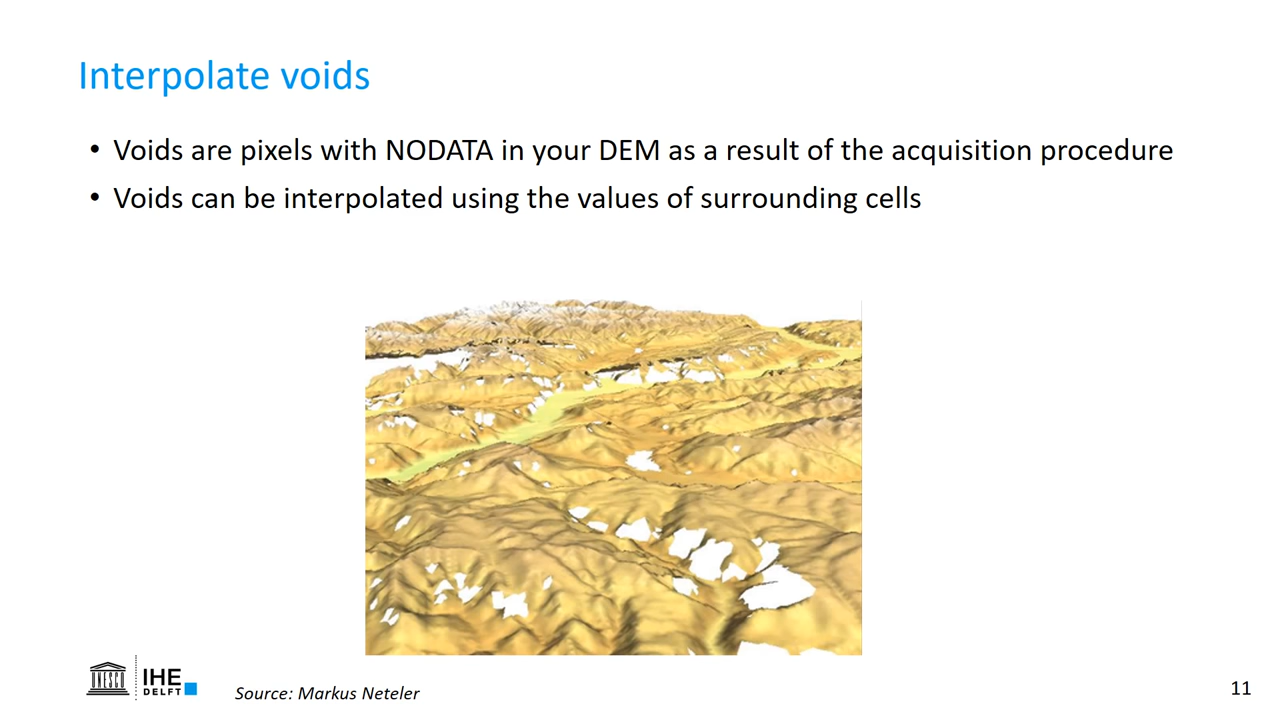 Interpolate voids
• Voids are pixels with NODATA in your DEM as a result of the acquisition procedure
• Voids can be interpolated using the values of surrounding cells
UNESCO
IHE
DELFT
Source: Markus Neteler
11